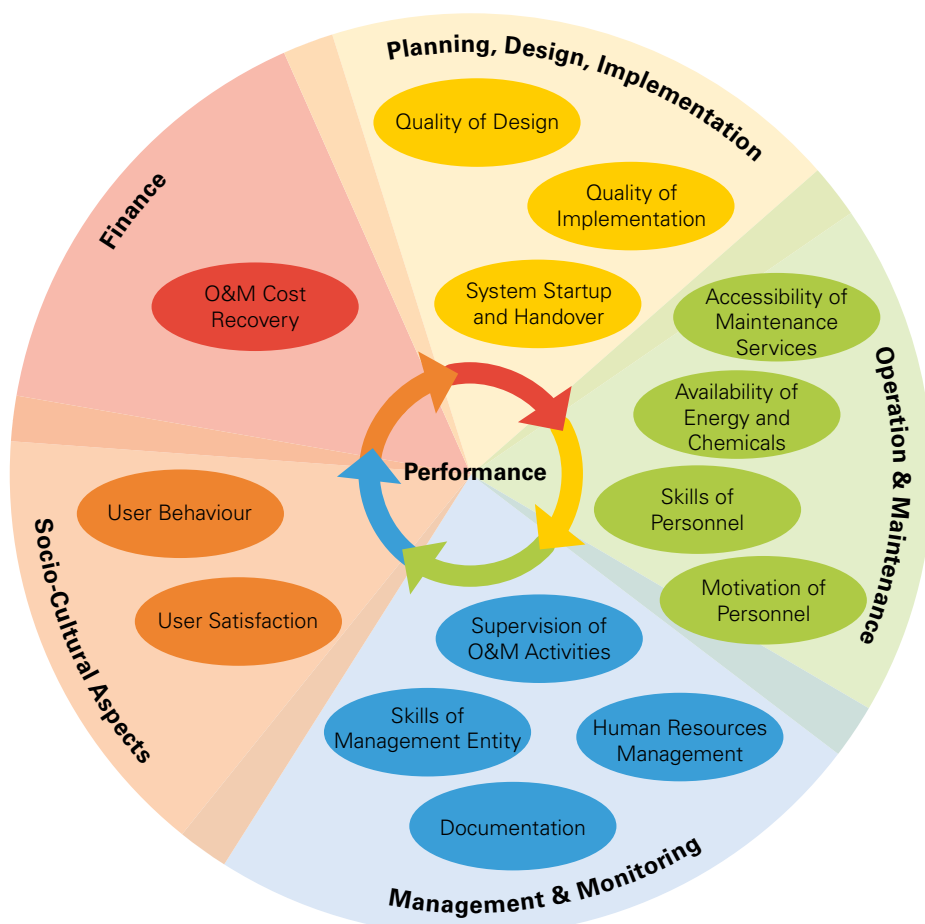 Planning, Design, Implementation
Quality of Design
Quality of
Implementation
System Startup
and Handover
Finance
O&M Cost
Recovery
Operation & Maintenance
Accessibility of
Maintenance
Services
Availability of
Energy and
Chemicals
Skills of
Personnel
Motivation of
Personnel
Performance
Socio-Cultural Aspects
User Behaviour
User Satisfaction
Management & Monitoring
Supervision of
O&M Activities
Skills of
Management Entity
Human Resources
Management
Documentation